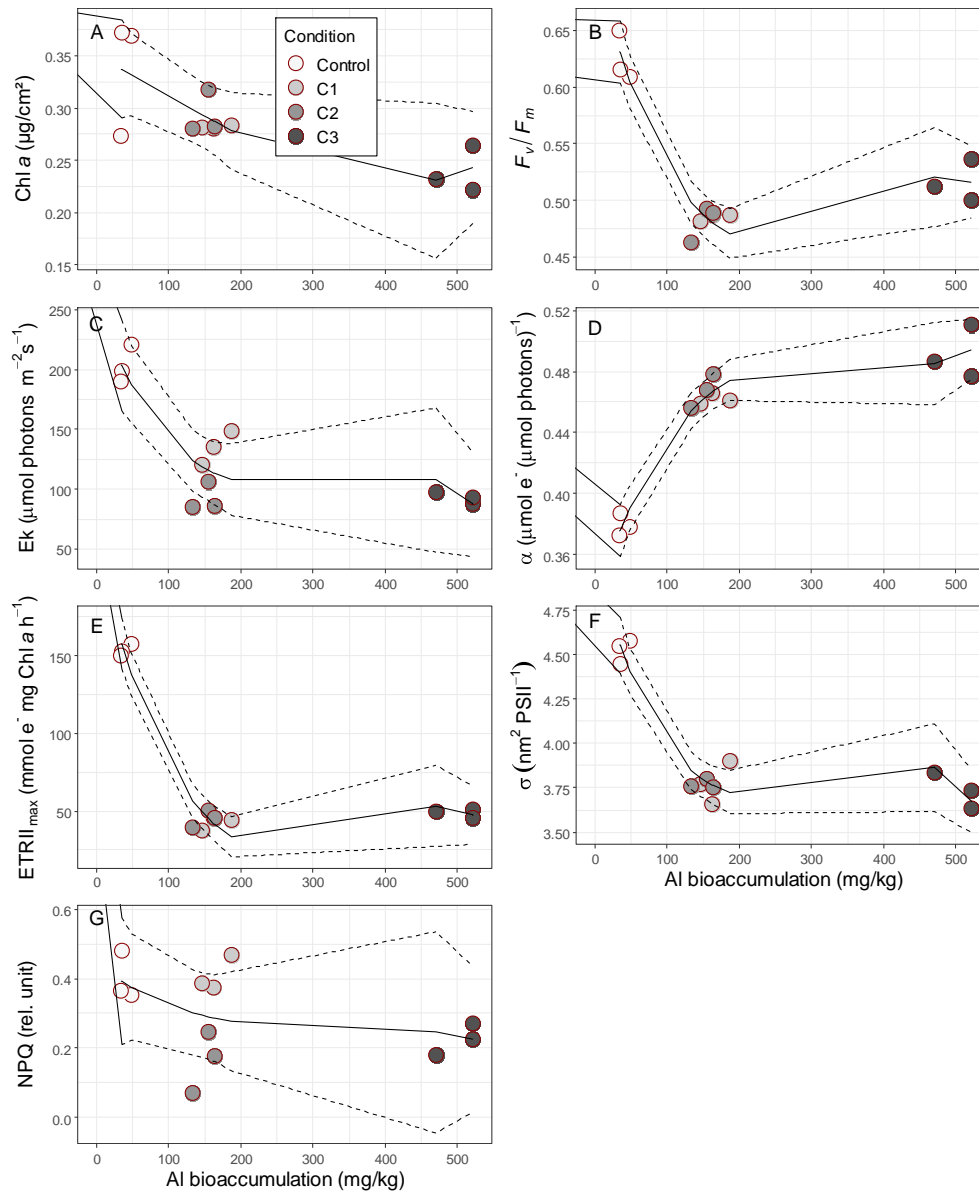 A
Condition
Control
C1
C2
C3
Chl a (μg/cm²)
0.35
0.30
0.25
0.20
0.15
0 100 200 300 400 500
B
Fv/Fm
0.65
0.60
0.55
0.50
0.45
0 100 200 300 400 500
C
Ek (μmol photons m⁻²s⁻¹)
250
200
150
100
50
0 100 200 300 400 500
D
α (μmol e⁻ (μmol photons)⁻¹)
0.52
0.48
0.44
0.40
0.36
0 100 200 300 400 500
E
ETRIImax (mmol e⁻ mg Chl a h⁻¹)
150
100
50
0 100 200 300 400 500
F
σ (nm² PSII⁻¹)
4.75
4.50
4.25
4.00
3.75
3.50
0 100 200 300 400 500
Al bioaccumulation (mg/kg)
G
NPQ (rel. unit)
0.6
0.4
0.2
0.0
0 100 200 300 400 500
Al bioaccumulation (mg/kg)